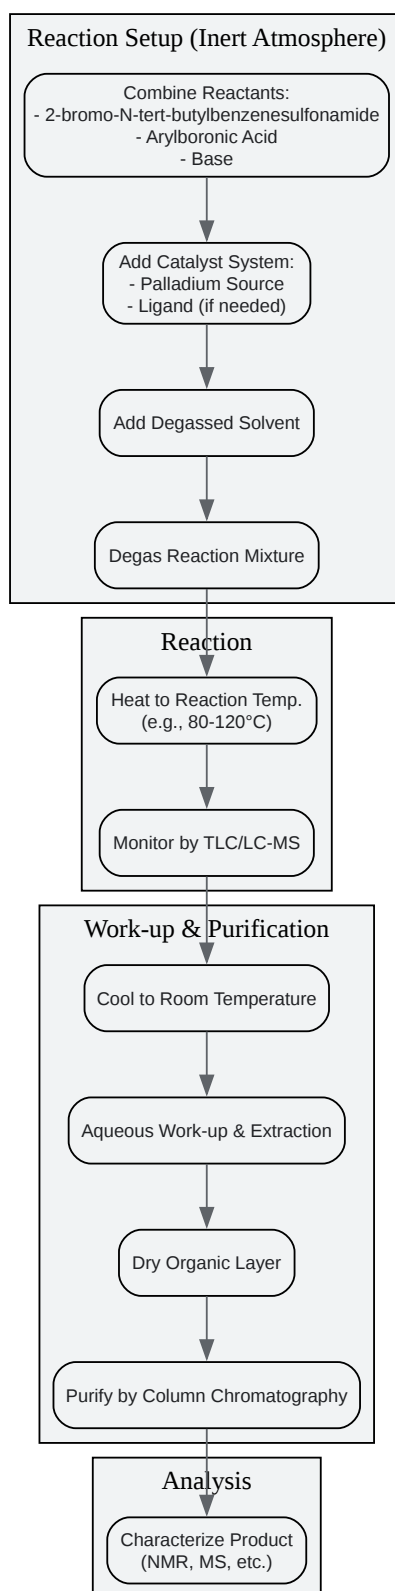 Reaction Setup (Inert Atmosphere)
Combine Reactants:
- 2-bromo-N-tert-butylbenzenesulfonamide
- Arylboronic Acid
- Base
Add Catalyst System:
- Palladium Source
- Ligand (if needed)
Add Degassed Solvent
Degas Reaction Mixture
Reaction
Heat to Reaction Temp.
(e.g., 80-120°C)
Monitor by TLC/LC-MS
Work-up & Purification
Cool to Room Temperature
Aqueous Work-up & Extraction
Dry Organic Layer
Purify by Column Chromatography
Analysis
Characterize Product
(NMR, MS, etc.)